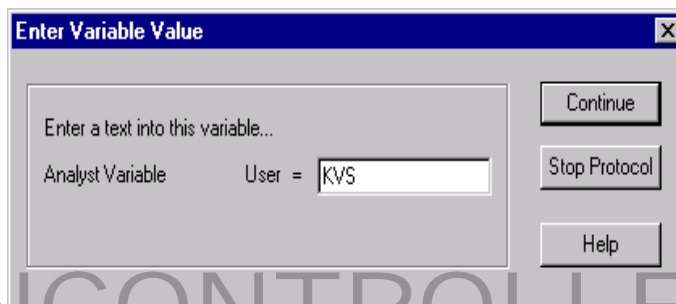 Enter Variable Value
Enter a text into this variable...
Analyst Variable User = KVS
Continue
Stop Protocol
Help